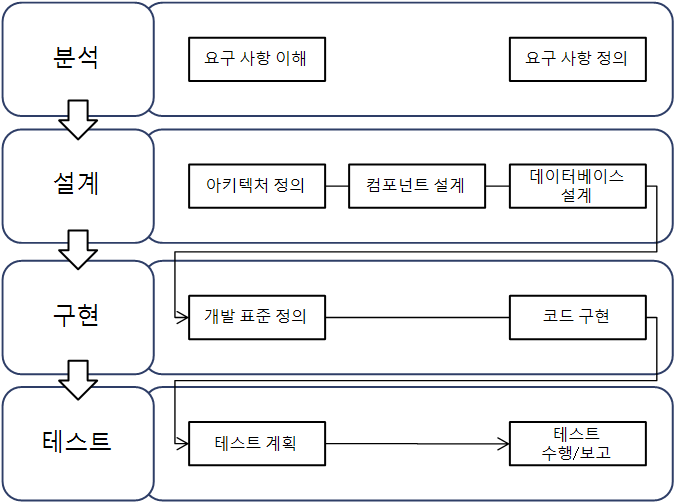 분석
요구 사항 이해
요구 사항 정의
설계
아키텍처 정의
컴포넌트 설계
데이터베이스
설계
구현
개발 표준 정의
코드 구현
테스트
테스트 계획
테스트
수행/보고